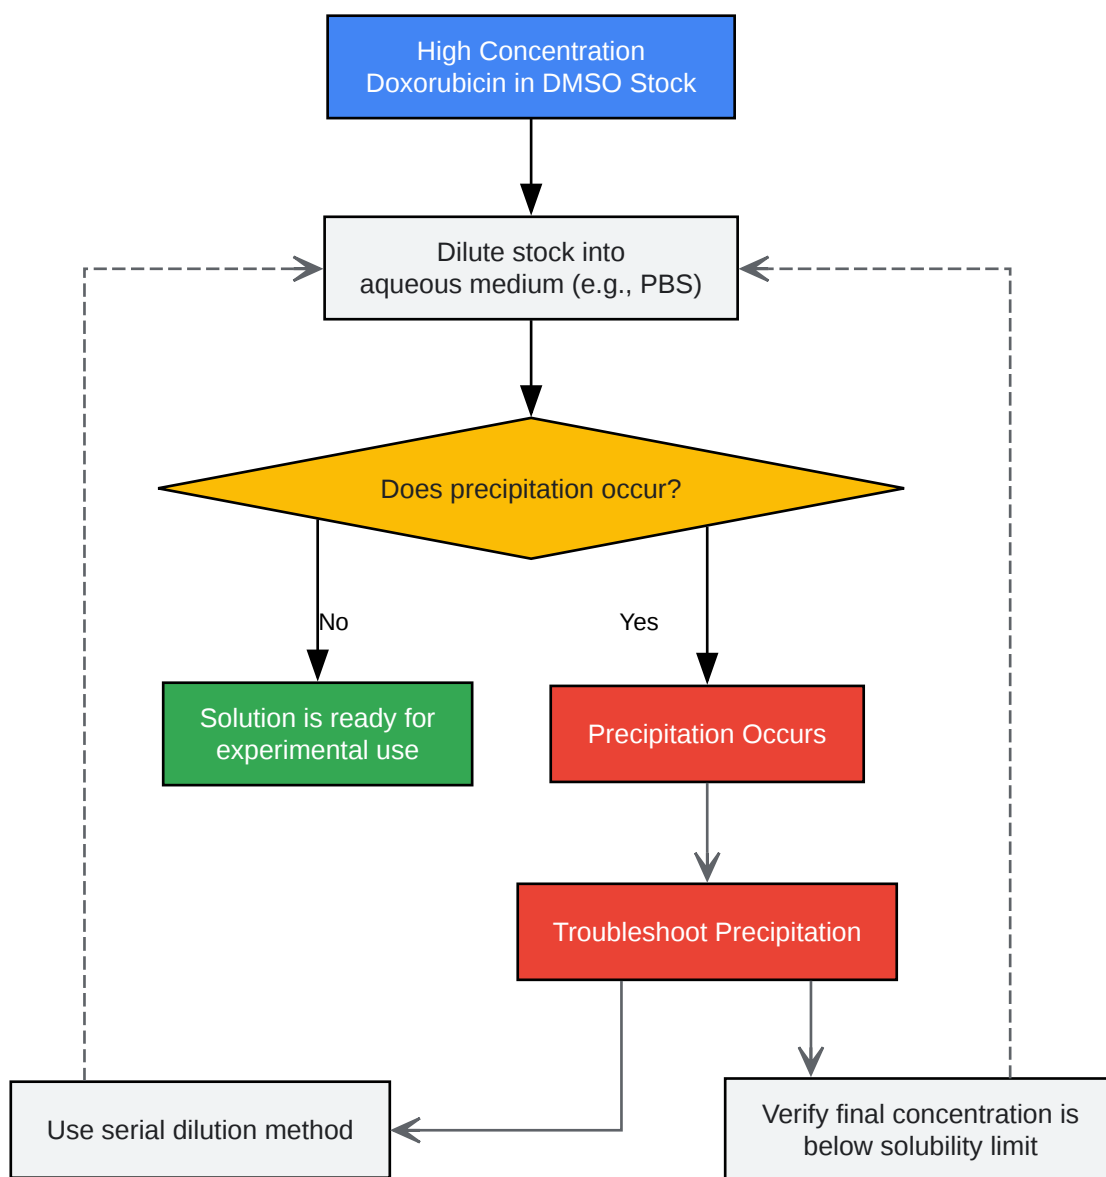 High Concentration
Doxorubicin in DMSO Stock
Dilute stock into
aqueous medium (e.g., PBS)
Does precipitation occur?
No
Yes
Solution is ready for
experimental use
Precipitation Occurs
Troubleshoot Precipitation
Use serial dilution method
Verify final concentration is
below solubility limit